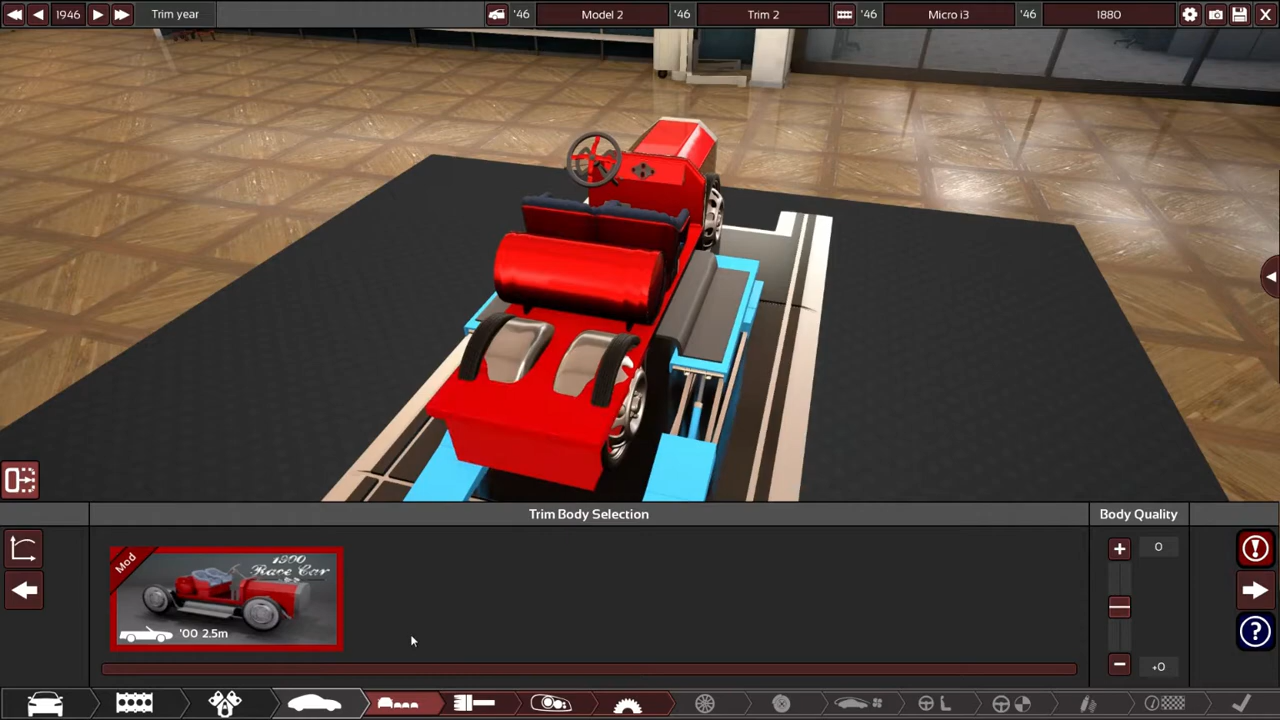 1946
Trim year
'46
Model 2
'46
Trim 2
'46
Micro i3
'46
1880
Trim Body Selection
Body Quality
Mod
1900
Race Car
'00 2.5m
0
+0